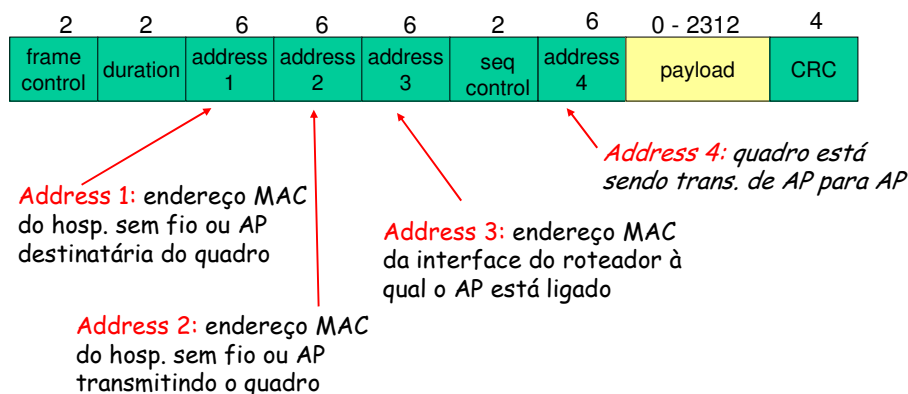 2 2 6 6 6 2 6 0 - 2312 4
frame control
duration
address 1
address 2
address 3
seq control
address 4
payload
CRC
Address 4: quadro está
sendo trans. de AP para AP
Address 1: endereço MAC
do hosp. sem fio ou AP
destinatária do quadro
Address 3: endereço MAC
da interface do roteador à
qual o AP está ligado
Address 2: endereço MAC
do hosp. sem fio ou AP
transmitindo o quadro